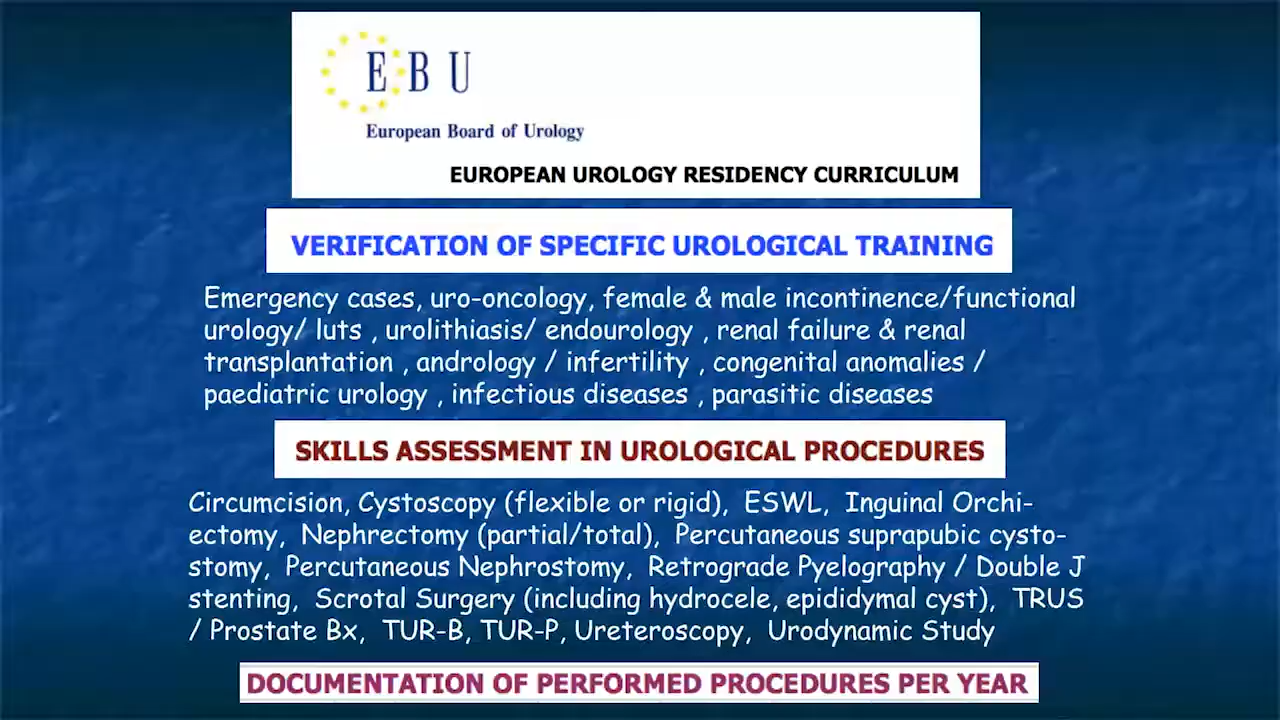 E B U
European Board of Urology
EUROPEAN UROLOGY RESIDENCY CURRICULUM
VERIFICATION OF SPECIFIC UROLOGICAL TRAINING
Emergency cases, uro-oncology, female & male incontinence/functional
urology/ luts , urolithiasis/ endourology , renal failure & renal
transplantation , andrology / infertility , congenital anomalies /
paediatric urology , infectious diseases , parasitic diseases
SKILLS ASSESSMENT IN UROLOGICAL PROCEDURES
Circumcision, Cystoscopy (flexible or rigid), ESWL, Inguinal Orchi-
ectomy, Nephrectomy (partial/total), Percutaneous suprapubic cysto-
stomy, Percutaneous Nephrostomy, Retrograde Pyelography / Double J
stenting, Scrotal Surgery (including hydrocele, epididymal cyst), TRUS
/ Prostate Bx, TUR-B, TUR-P, Ureteroscopy, Urodynamic Study
DOCUMENTATION OF PERFORMED PROCEDURES PER YEAR